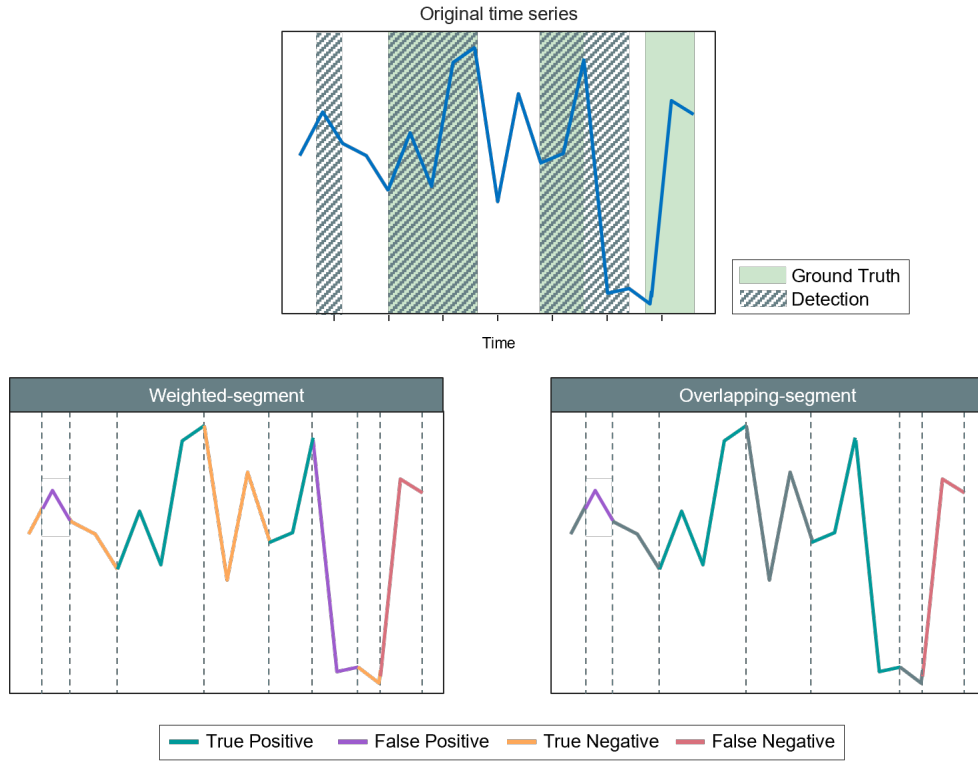 Original time series
Ground Truth
Detection
Time
Weighted-segment
Overlapping-segment
True Positive
False Positive
True Negative
False Negative